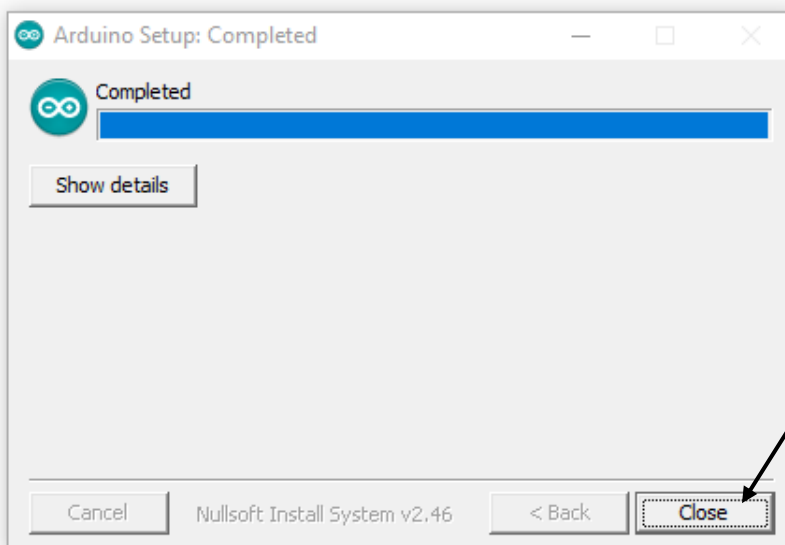 Arduino Setup: Completed
Completed
Show details
Cancel
Nullsoft Install System v2.46
< Back
Close